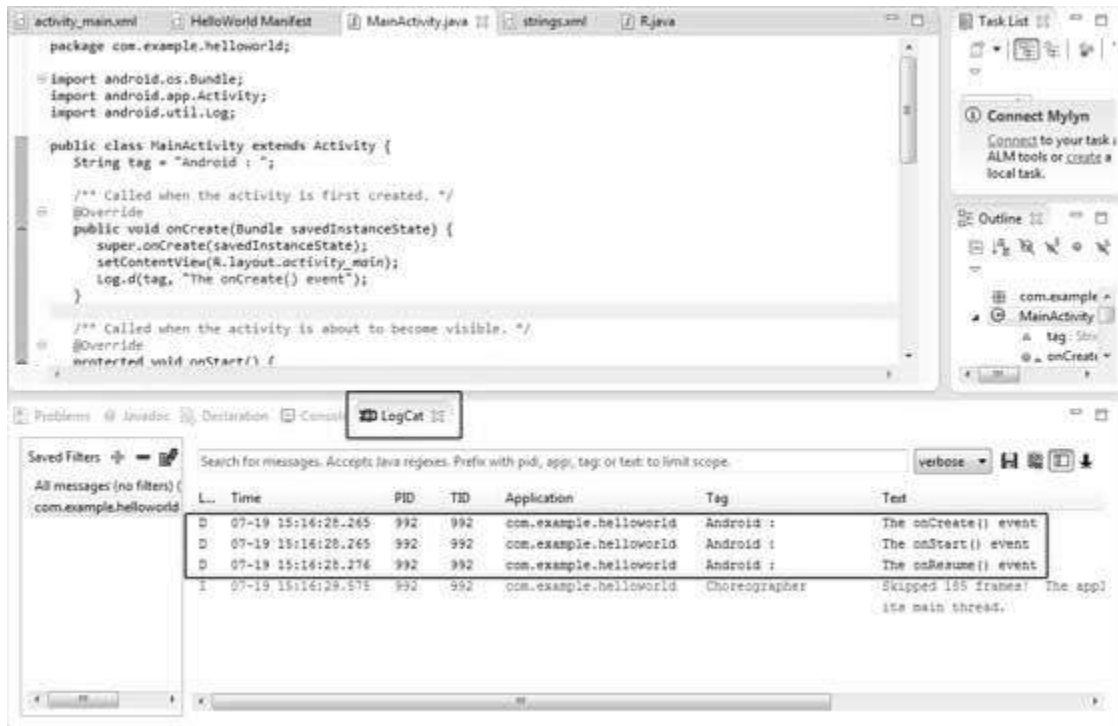 activity_main.xml HelloWorld Manifest MainActivity.java strings.xml R.java
package com.example.helloworld;
import android.os.Bundle;
import android.app.Activity;
import android.util.Log;
public class MainActivity extends Activity {
String tag = "Android : ";
/** Called when the activity is first created. */
@Override
public void onCreate(Bundle savedInstanceState) {
super.onCreate(savedInstanceState);
setContentView(R.layout.activity_main);
Log.d(tag, "The onCreate() event");
}
/** Called when the activity is about to become visible. */
@Override
protected void onStart() {
Task List
Connect Mylyn
Connect to your task
ALM tools or create a
local task.
Outline
com.example
MainActivity
tag
onCreate
Problems Javadoc Declaration Console LogCat
Saved Filters
All messages (no filters) (
com.example.helloworld
Search for messages. Accepts Java regexes. Prefix with pid:, app:, tag: or text: to limit scope.
verbose
L... Time PID TID Application Tag Text
D 07-19 15:16:28.265 992 992 com.example.helloworld Android : The onCreate() event
D 07-19 15:16:28.265 992 992 com.example.helloworld Android : The onStart() event
D 07-19 15:16:28.276 992 992 com.example.helloworld Android : The onResume() event
I 07-19 15:16:29.575 992 992 com.example.helloworld Choreographer Skipped frames! The appl
its main thread.